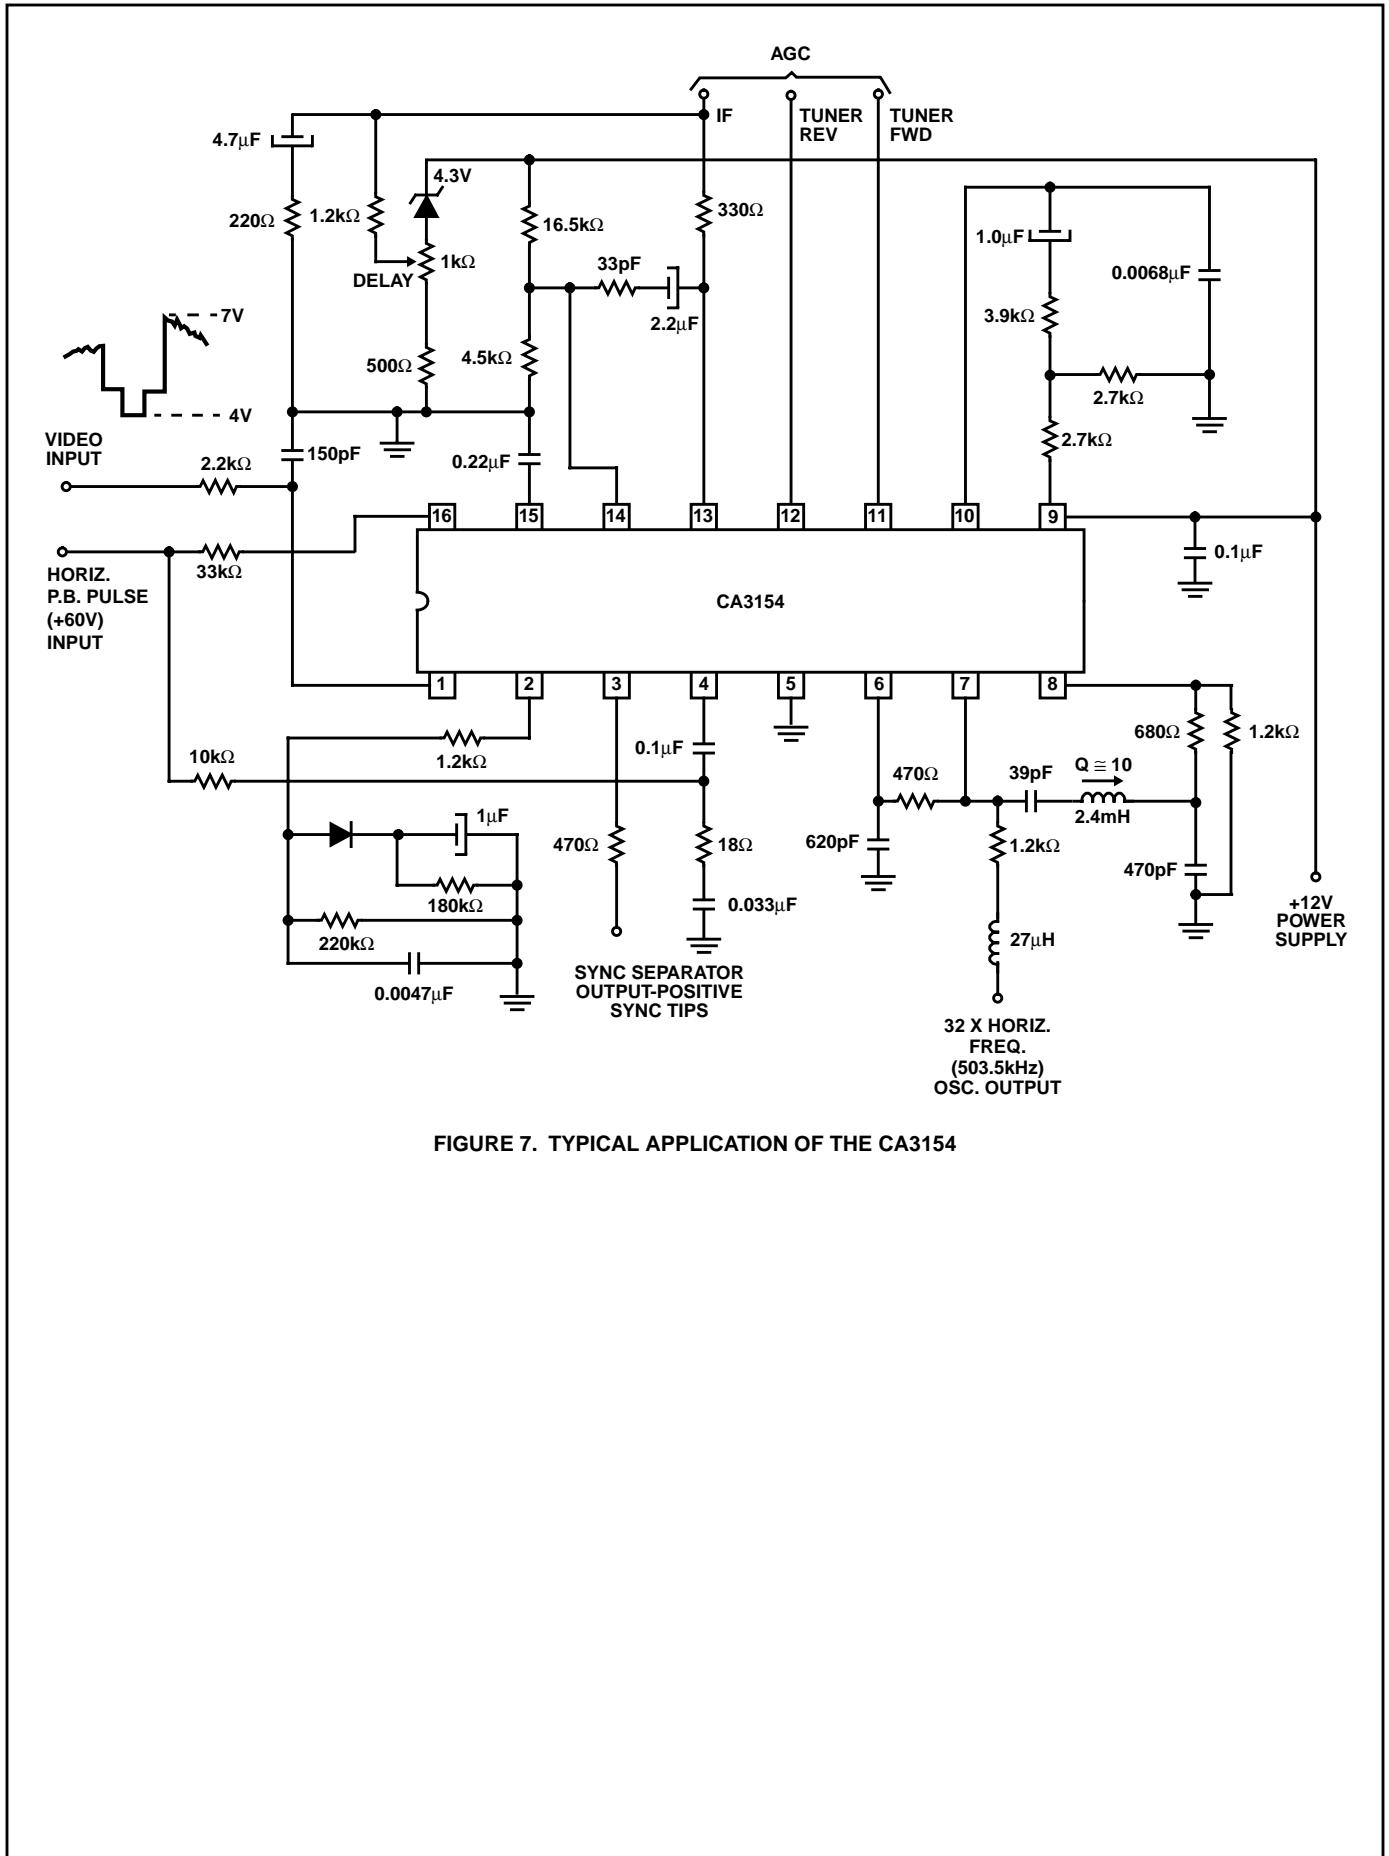 AGC
IF
TUNER
REV
TUNER
FWD
4.7μF
4.3V
220Ω
1.2kΩ
16.5kΩ
330Ω
1.0μF
0.0068μF
1kΩ
DELAY
33pF
2.2μF
3.9kΩ
7V
4V
500Ω
4.5kΩ
2.7kΩ
2.7kΩ
VIDEO
INPUT
2.2kΩ
150pF
0.22μF
16
15
14
13
12
11
10
9
33kΩ
0.1μF
HORIZ.
P.B. PULSE
(+60V)
INPUT
CA3154
1
2
3
4
5
6
7
8
10kΩ
1.2kΩ
0.1μF
680Ω
1.2kΩ
470Ω
39pF
Q ≅ 10
2.4mH
1μF
470Ω
18Ω
620pF
1.2kΩ
470pF
180kΩ
0.033μF
220kΩ
27μH
+12V
POWER
SUPPLY
0.0047μF
SYNC SEPARATOR
OUTPUT-POSITIVE
SYNC TIPS
32 X HORIZ.
FREQ.
(503.5kHz)
OSC. OUTPUT
FIGURE 7. TYPICAL APPLICATION OF THE CA3154